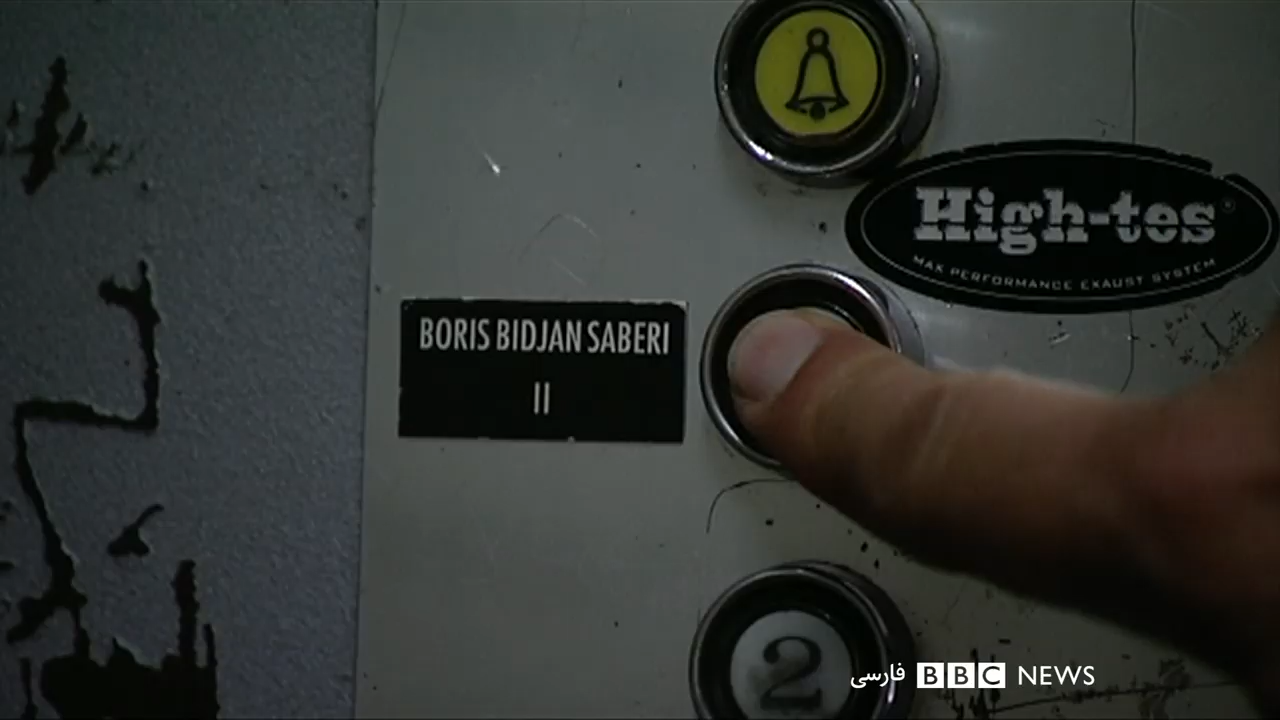 High-tes®
MAX PERFORMANCE EXAUST SYSTEM
BORIS BIDJAN SABERI
II
2
BBC NEWS فارسی